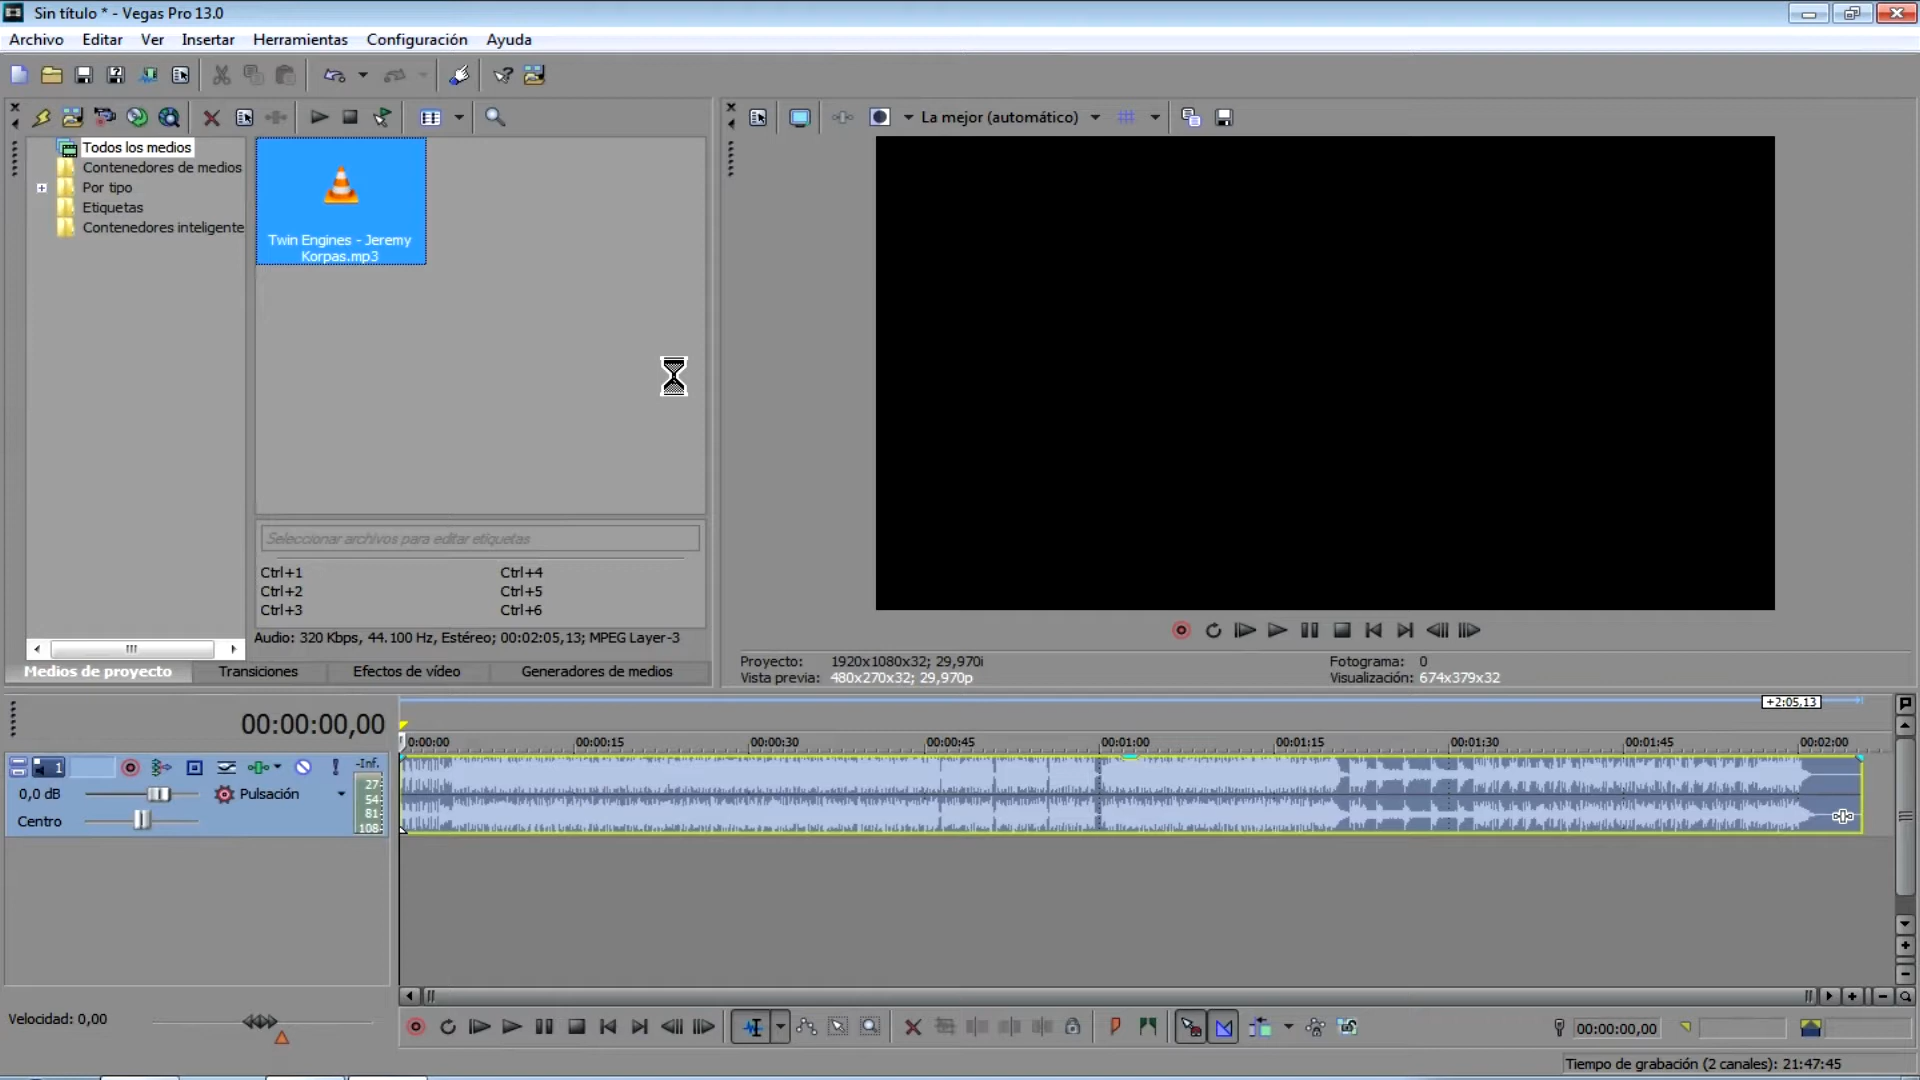 Sin título * - Vegas Pro 13.0
Archivo Editar Ver Insertar Herramientas Configuración Ayuda
La mejor (automático)
Todos los medios
Contenedores de medios
Por tipo
Etiquetas
Contenedores inteligente
Twin Engines - Jeremy
Korpas.mp3
Seleccionar archivos para editar etiquetas
Ctrl+1 Ctrl+4
Ctrl+2 Ctrl+5
Ctrl+3 Ctrl+6
Audio: 320 Kbps, 44.100 Hz, Estéreo; 00:02:05,13; MPEG Layer-3
Medios de proyecto Transiciones Efectos de vídeo Generadores de medios
Proyecto: 1920x1080x32; 29,970i
Vista previa: 480x270x32; 29,970p
Fotograma: 0
Visualización: 674x379x32
+2:05,13
00:00:00,00
0:00:00 00:00:15 00:00:30 00:00:45 00:01:00 00:01:15 00:01:30 00:01:45 00:02:00
1
-Inf.
0,0 dB
Pulsación
Centro
27
54
81
108
Velocidad: 0,00
00:00:00,00
Tiempo de grabación (2 canales): 21:47:45